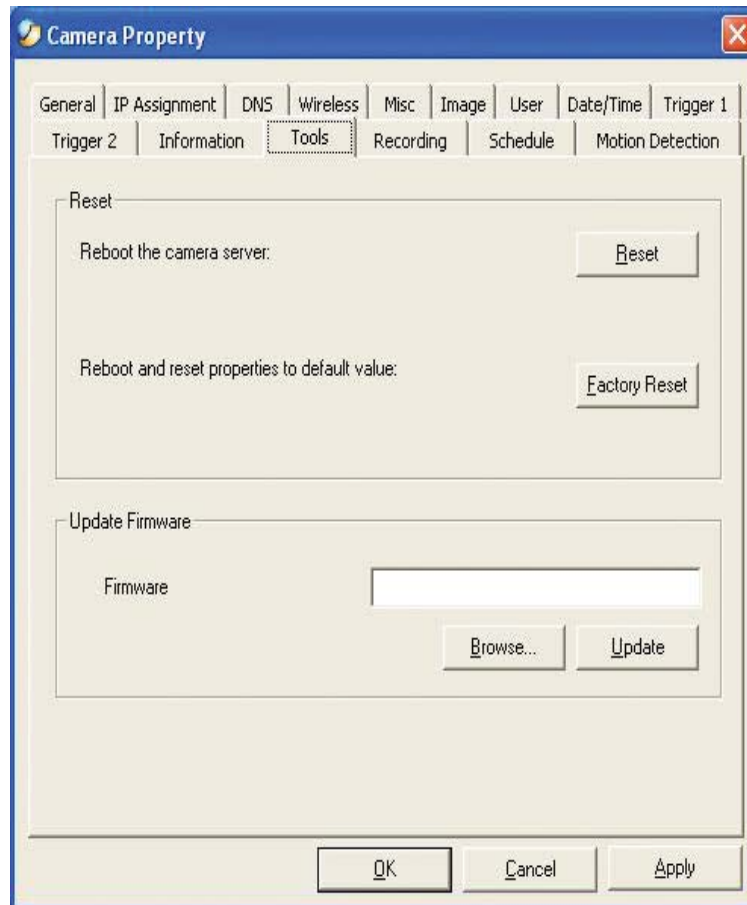 Camera Property
General IP Assignment DNS Wireless Misc Image User Date/Time Trigger 1
Trigger 2 Information Tools Recording Schedule Motion Detection
Reset
Reboot the camera server: Reset
Reboot and reset properties to default value: Factory Reset
Update Firmware
Firmware
Browse... Update
OK Cancel Apply